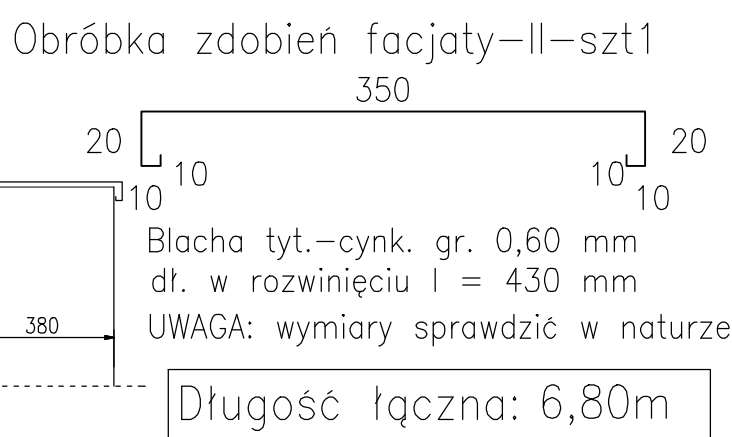 Obróbka zdobień facjaty-II-szt1
350
20 20
10 10
10 10
Blacha tyt.-cynk. gr. 0,60 mm
dł. w rozwinięciu l = 430 mm
380
UWAGA: wymiary sprawdzić w naturze
Długość łączna: 6,80m